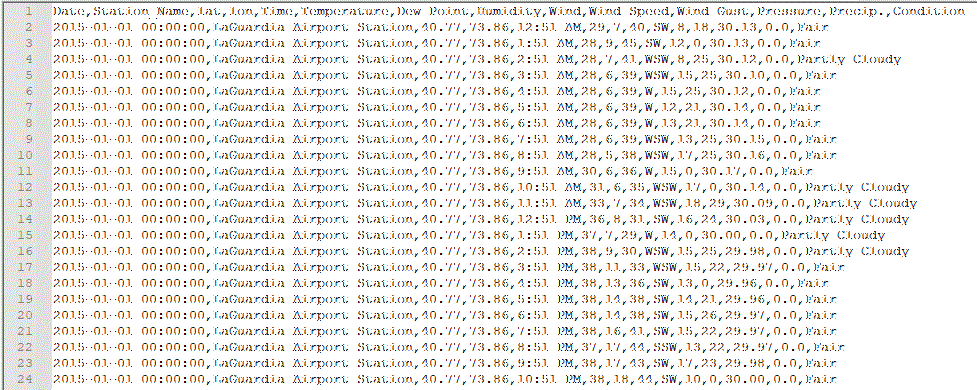 1 Date,Station Name,Lat,Lon,Time,Temperature,Dew Point,Humidity,Wind,Wind Speed,Wind Gust,Pressure,Precip.,Condition
2 2015-01-01 00:00:00,LaGuardia Airport Station,40.77,73.86,12:51 AM,29,7,40,SW,8,18,30.13,0.0,Fair
3 2015-01-01 00:00:00,LaGuardia Airport Station,40.77,73.86,1:51 AM,28,9,45,SW,12,0,30.13,0.0,Fair
4 2015-01-01 00:00:00,LaGuardia Airport Station,40.77,73.86,2:51 AM,28,7,41,WSW,8,25,30.12,0.0,Partly Cloudy
5 2015-01-01 00:00:00,LaGuardia Airport Station,40.77,73.86,3:51 AM,28,6,39,WSW,15,25,30.10,0.0,Fair
6 2015-01-01 00:00:00,LaGuardia Airport Station,40.77,73.86,4:51 AM,28,6,39,W,15,25,30.12,0.0,Fair
7 2015-01-01 00:00:00,LaGuardia Airport Station,40.77,73.86,5:51 AM,28,6,39,W,12,21,30.14,0.0,Fair
8 2015-01-01 00:00:00,LaGuardia Airport Station,40.77,73.86,6:51 AM,28,6,39,W,13,21,30.14,0.0,Fair
9 2015-01-01 00:00:00,LaGuardia Airport Station,40.77,73.86,7:51 AM,28,6,39,WSW,13,25,30.15,0.0,Fair
10 2015-01-01 00:00:00,LaGuardia Airport Station,40.77,73.86,8:51 AM,28,5,38,WSW,17,25,30.16,0.0,Fair
11 2015-01-01 00:00:00,LaGuardia Airport Station,40.77,73.86,9:51 AM,30,6,36,W,15,0,30.17,0.0,Fair
12 2015-01-01 00:00:00,LaGuardia Airport Station,40.77,73.86,10:51 AM,31,6,35,WSW,17,0,30.14,0.0,Partly Cloudy
13 2015-01-01 00:00:00,LaGuardia Airport Station,40.77,73.86,11:51 AM,33,7,34,WSW,18,29,30.09,0.0,Partly Cloudy
14 2015-01-01 00:00:00,LaGuardia Airport Station,40.77,73.86,12:51 PM,36,8,31,SW,16,24,30.03,0.0,Partly Cloudy
15 2015-01-01 00:00:00,LaGuardia Airport Station,40.77,73.86,1:51 PM,37,7,29,W,14,0,30.00,0.0,Partly Cloudy
16 2015-01-01 00:00:00,LaGuardia Airport Station,40.77,73.86,2:51 PM,38,9,30,WSW,15,25,29.98,0.0,Partly Cloudy
17 2015-01-01 00:00:00,LaGuardia Airport Station,40.77,73.86,3:51 PM,38,11,33,WSW,15,22,29.97,0.0,Fair
18 2015-01-01 00:00:00,LaGuardia Airport Station,40.77,73.86,4:51 PM,38,13,36,SW,13,0,29.96,0.0,Fair
19 2015-01-01 00:00:00,LaGuardia Airport Station,40.77,73.86,5:51 PM,38,14,38,SW,14,21,29.96,0.0,Fair
20 2015-01-01 00:00:00,LaGuardia Airport Station,40.77,73.86,6:51 PM,38,14,38,SW,15,26,29.97,0.0,Fair
21 2015-01-01 00:00:00,LaGuardia Airport Station,40.77,73.86,7:51 PM,38,16,41,SW,15,22,29.97,0.0,Fair
22 2015-01-01 00:00:00,LaGuardia Airport Station,40.77,73.86,8:51 PM,37,17,44,SSW,13,22,29.97,0.0,Fair
23 2015-01-01 00:00:00,LaGuardia Airport Station,40.77,73.86,9:51 PM,38,17,43,SW,17,23,29.98,0.0,Fair
24 2015-01-01 00:00:00,LaGuardia Airport Station,40.77,73.86,10:51 PM,38,18,44,SW,10,0,30.00,0.0,Fair